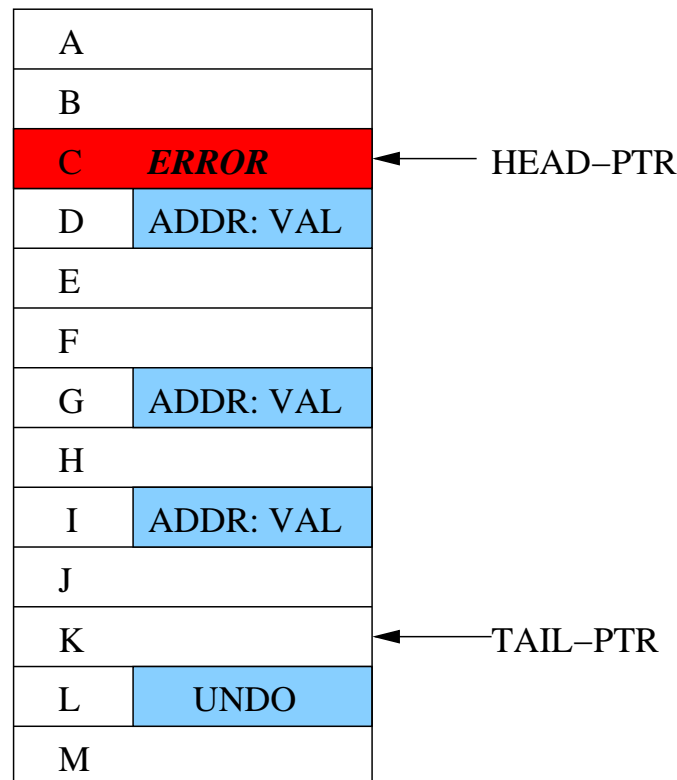 A
B
C ERROR HEAD–PTR
D ADDR: VAL
E
F
G ADDR: VAL
H
I ADDR: VAL
J
K TAIL–PTR
L UNDO
M